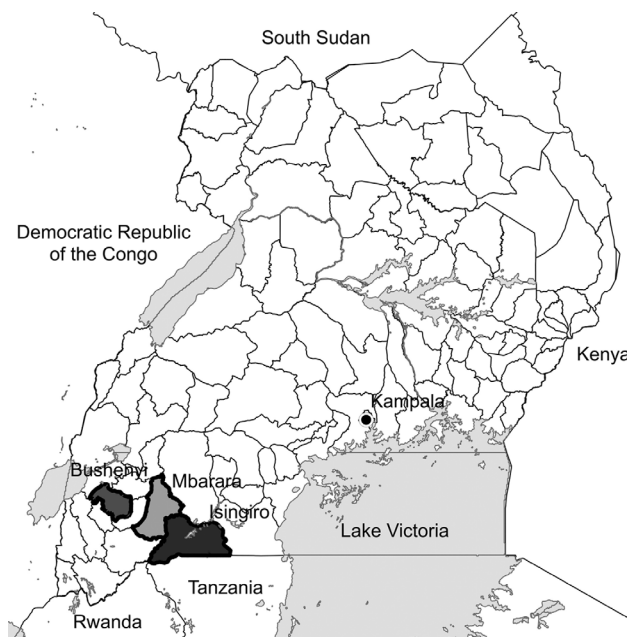 South Sudan
Democratic Republic
of the Congo
Kenya
Kampala
Bushenyi
Mbarara
Isingiro
Lake Victoria
Tanzania
Rwanda